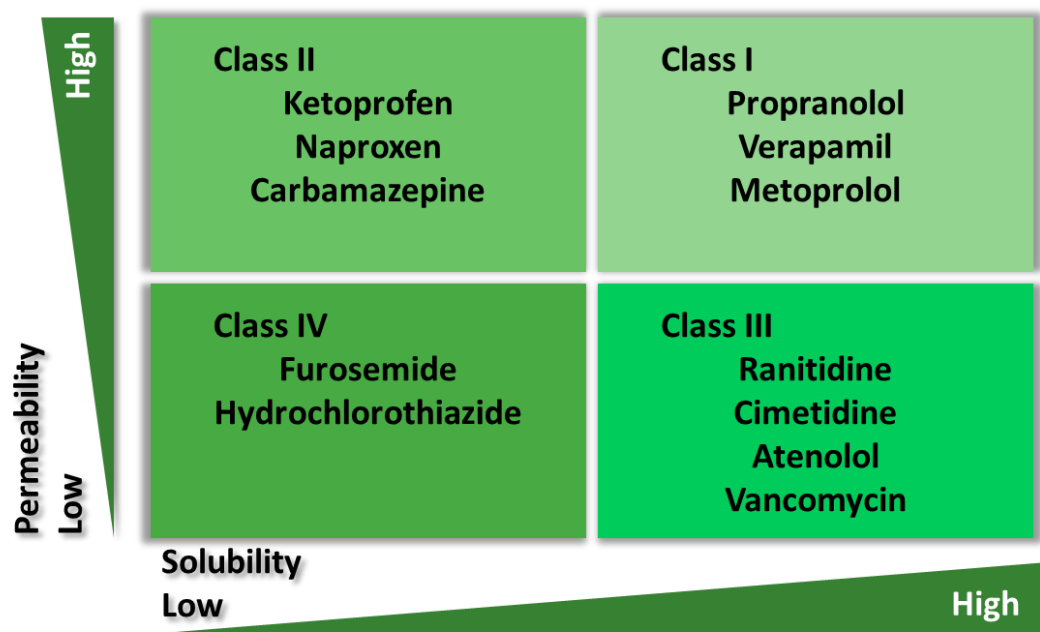 High
Permeability
Low
Class II
Ketoprofen
Naproxen
Carbamazepine
Class I
Propranolol
Verapamil
Metoprolol
Class IV
Furosemide
Hydrochlorothiazide
Class III
Ranitidine
Cimetidine
Atenolol
Vancomycin
Solubility
Low
High